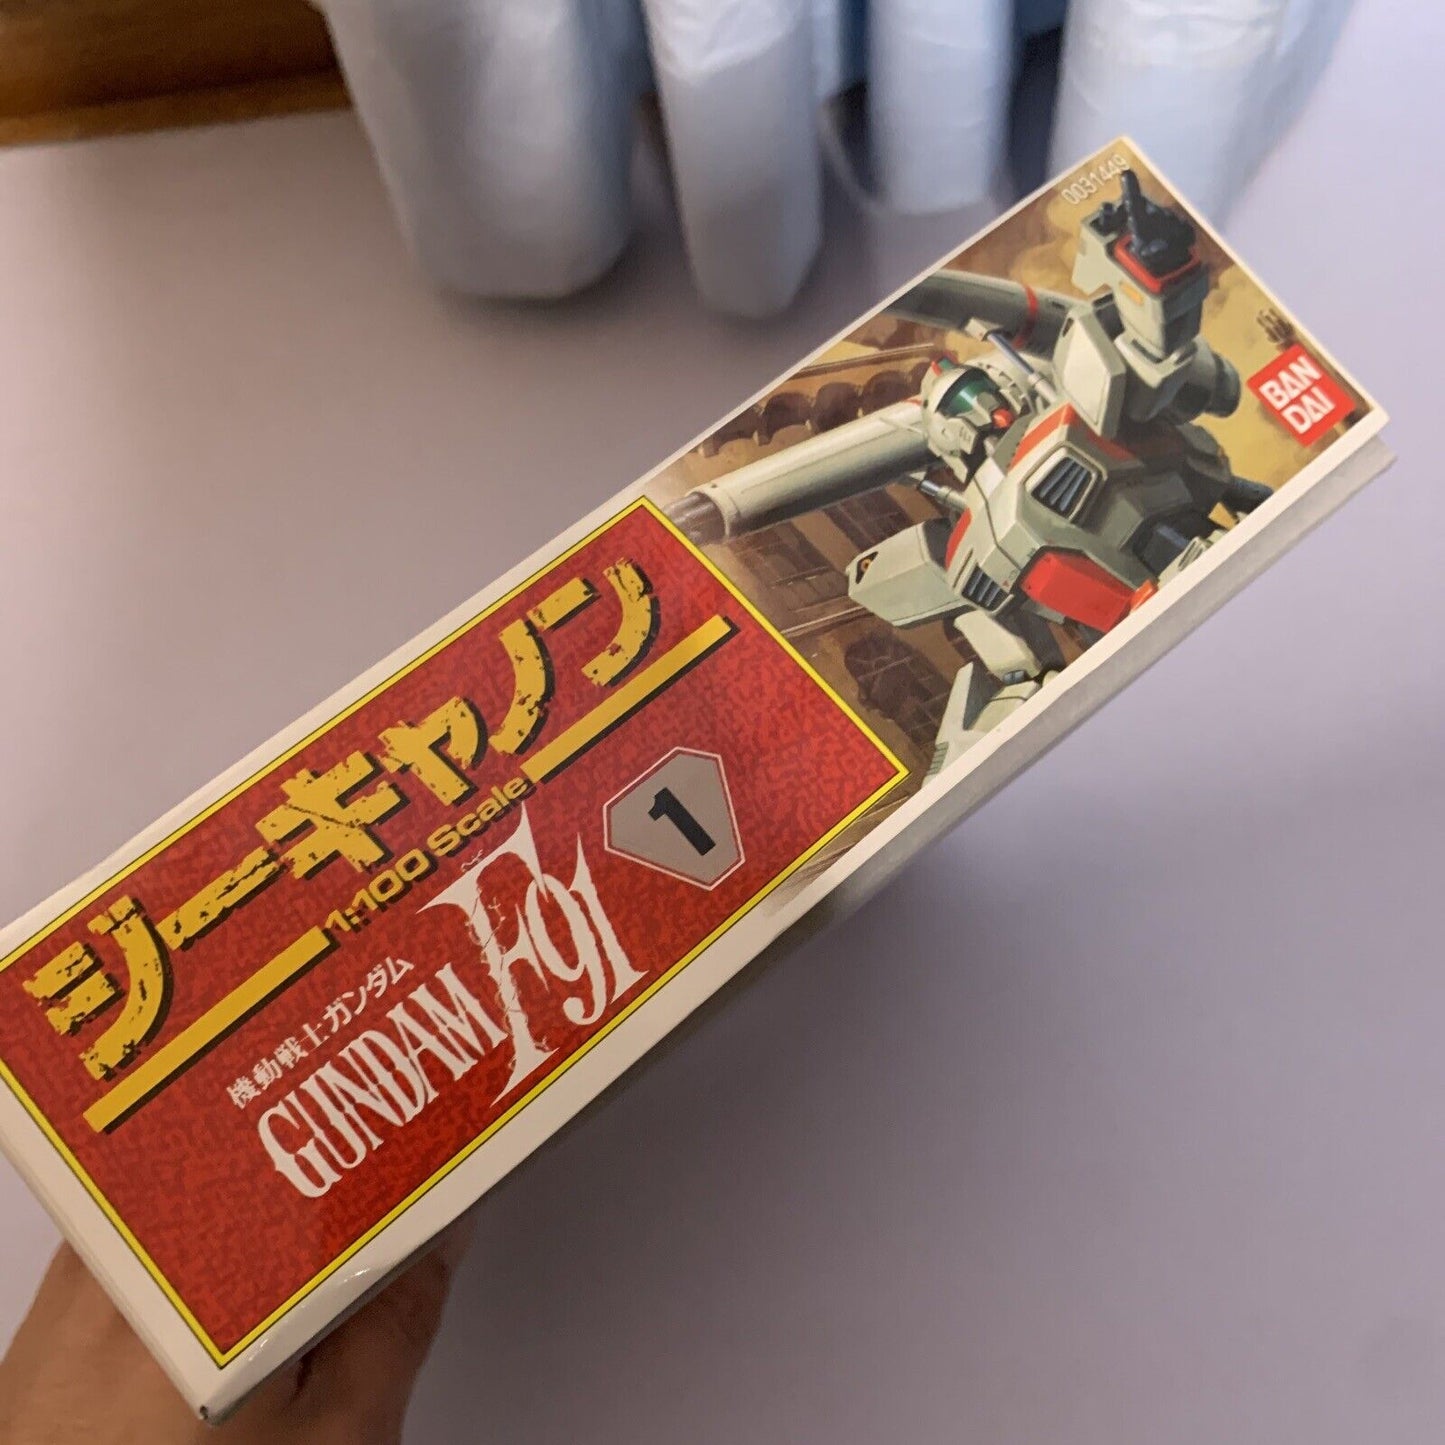 ジーキャノン
1:100 Scale
機動戦士ガンダム
GUNDAM F91
1
0031449
BAN
DAI